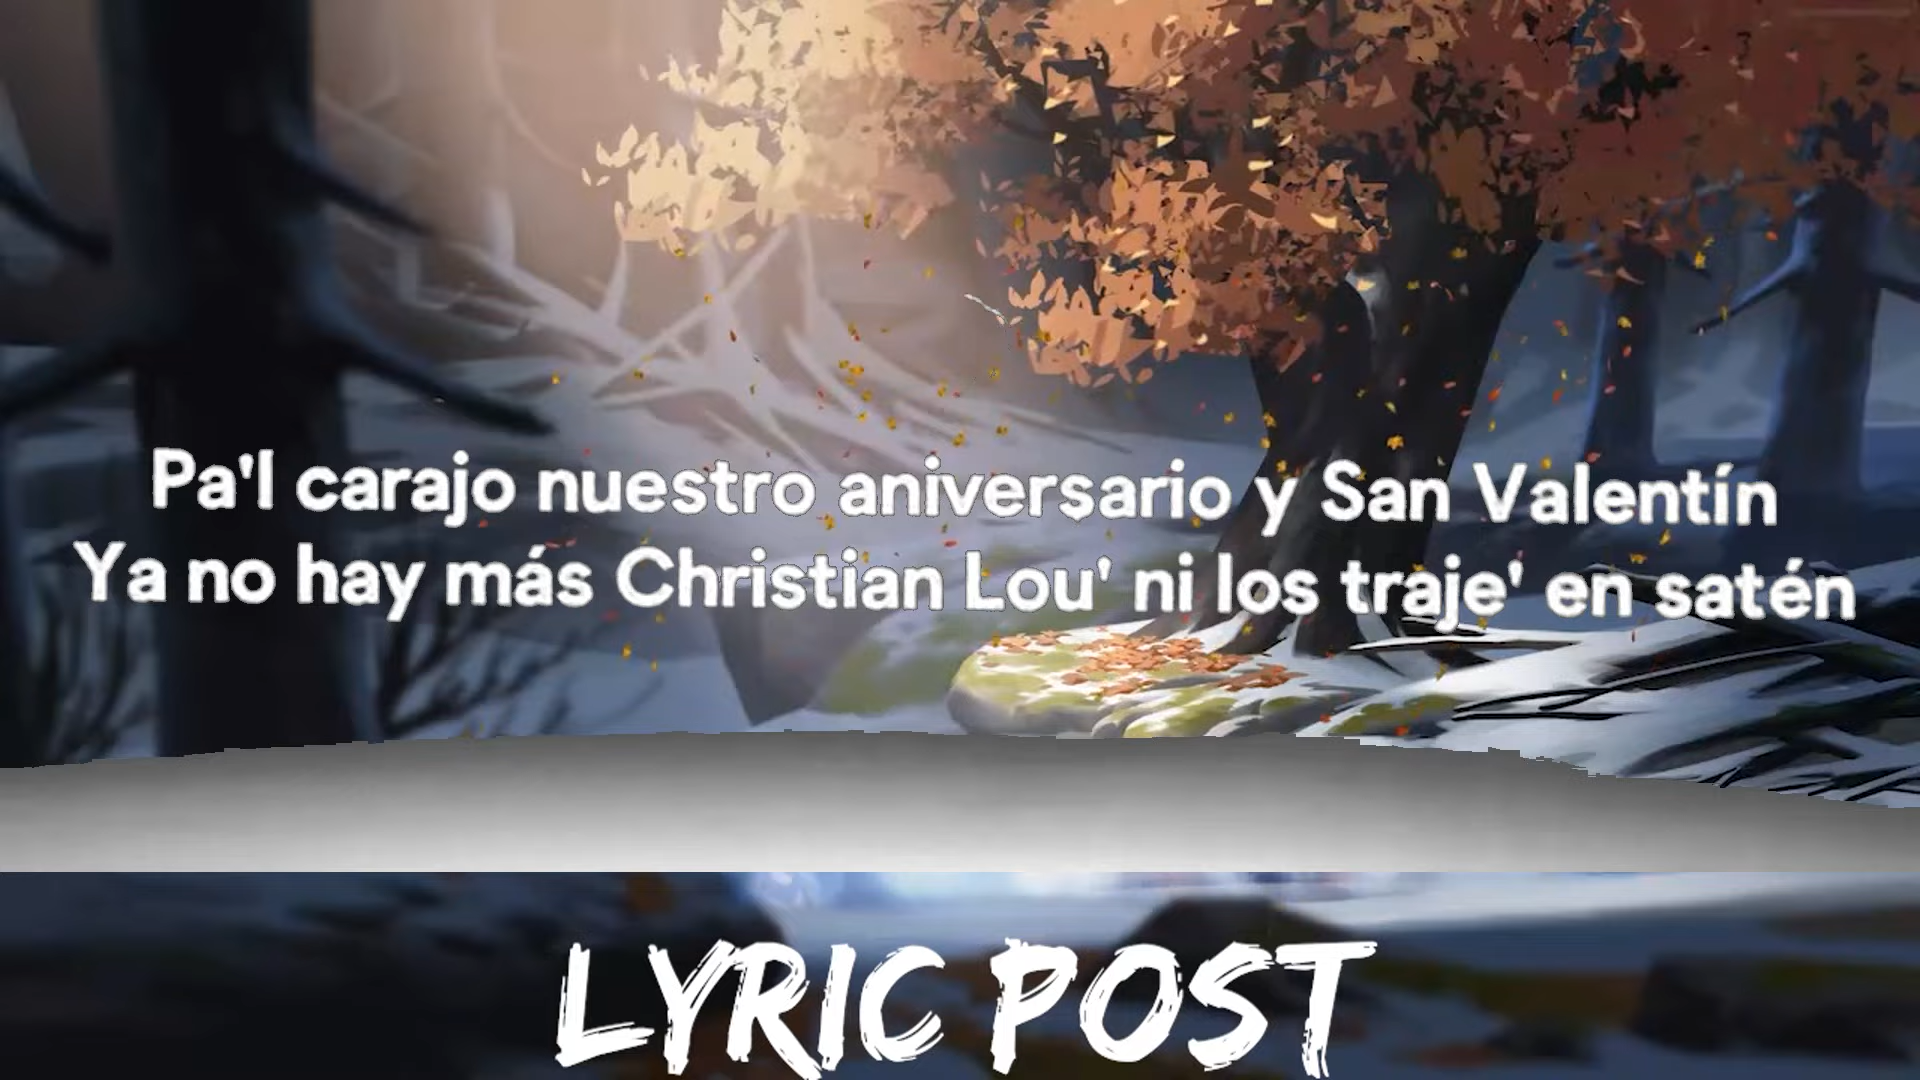 Pa'l carajo nuestro aniversario y San Valentín
Ya no hay más Christian Lou' ni los traje' en satén
LYRIC POST